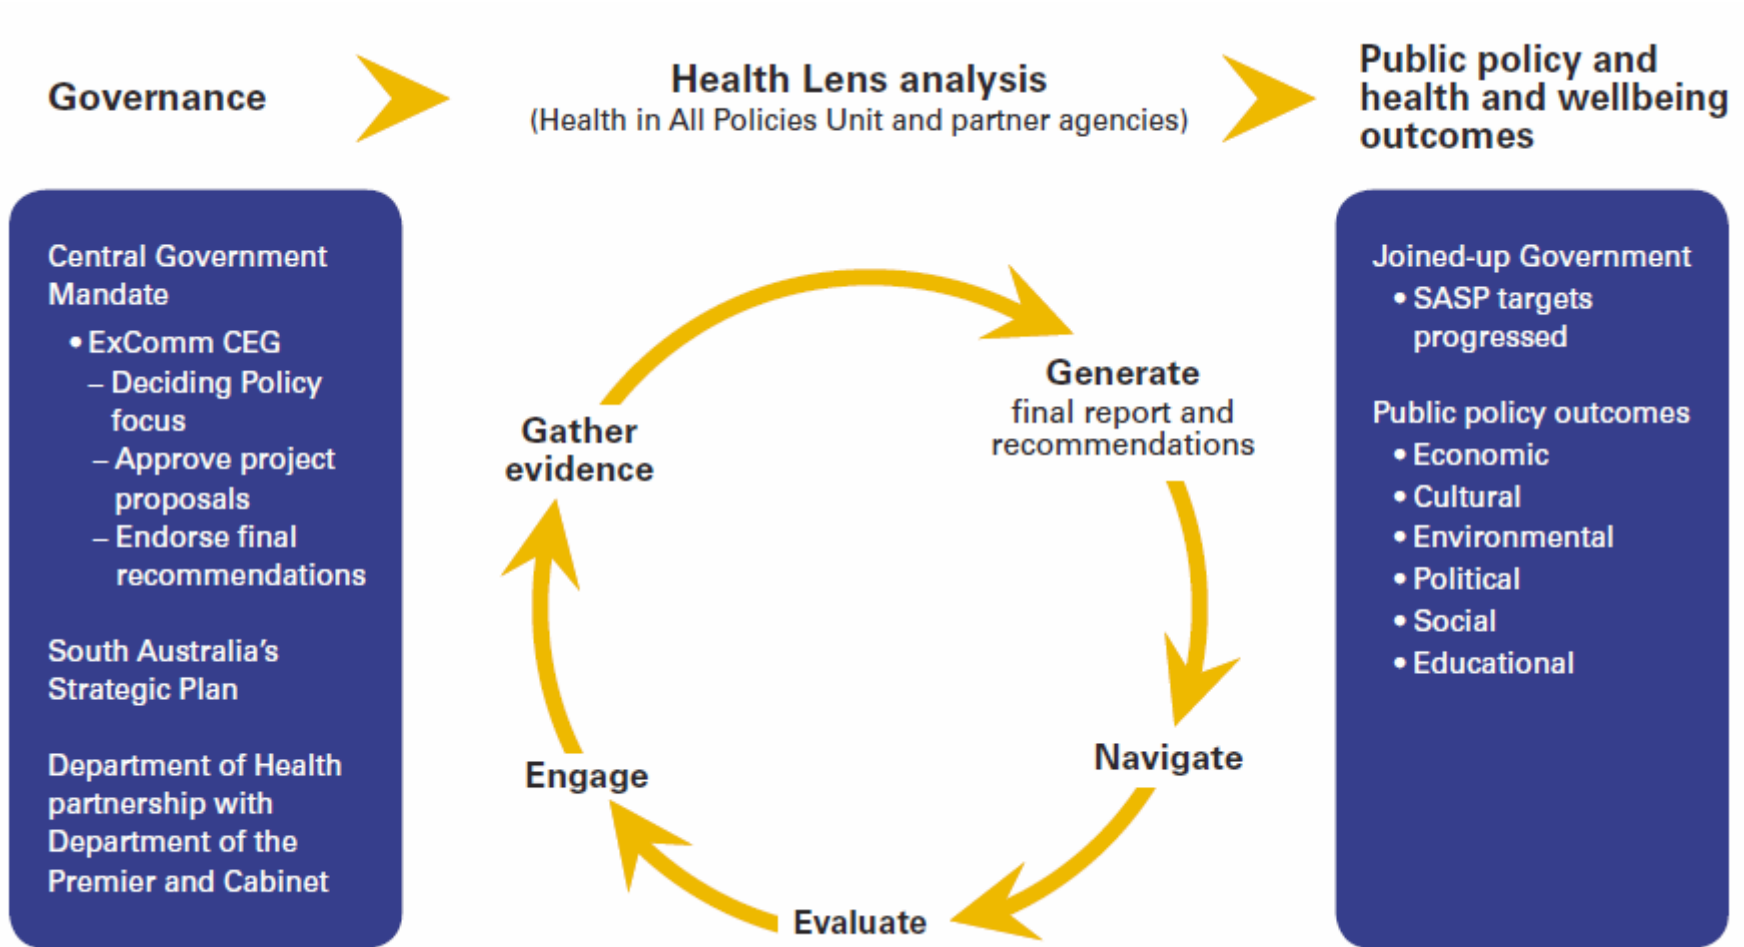 Governance
Health Lens analysis
(Health in All Policies Unit and partner agencies)
Public policy and
health and wellbeing
outcomes
Central Government
Mandate
• ExComm CEG
– Deciding Policy
focus
– Approve project
proposals
– Endorse final
recommendations
South Australia’s
Strategic Plan
Department of Health
partnership with
Department of the
Premier and Cabinet
Gather
evidence
Generate
final report and
recommendations
Navigate
Evaluate
Engage
Joined-up Government
• SASP targets
progressed
Public policy outcomes
• Economic
• Cultural
• Environmental
• Political
• Social
• Educational